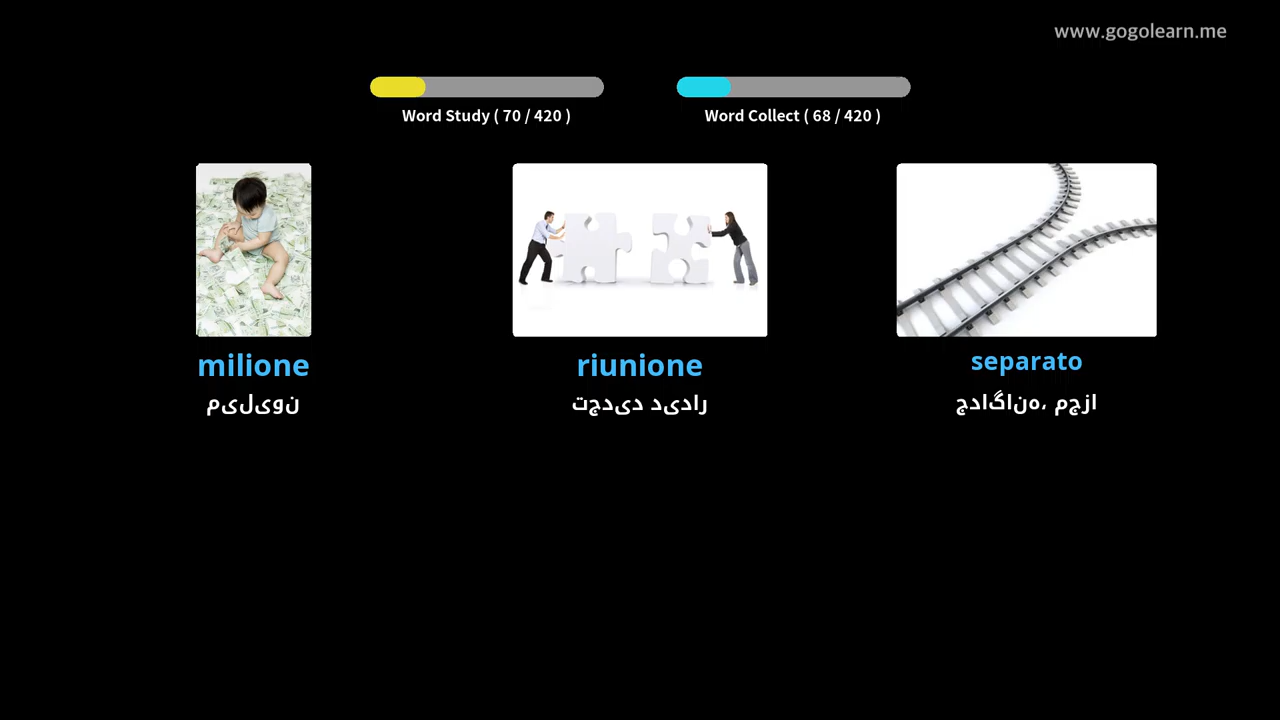 www.gogolearn.me
Word Study ( 70 / 420 )
Word Collect ( 68 / 420 )
milione
میلیون
riunione
تجدید دیدار
separato
جداگانه، مجزا